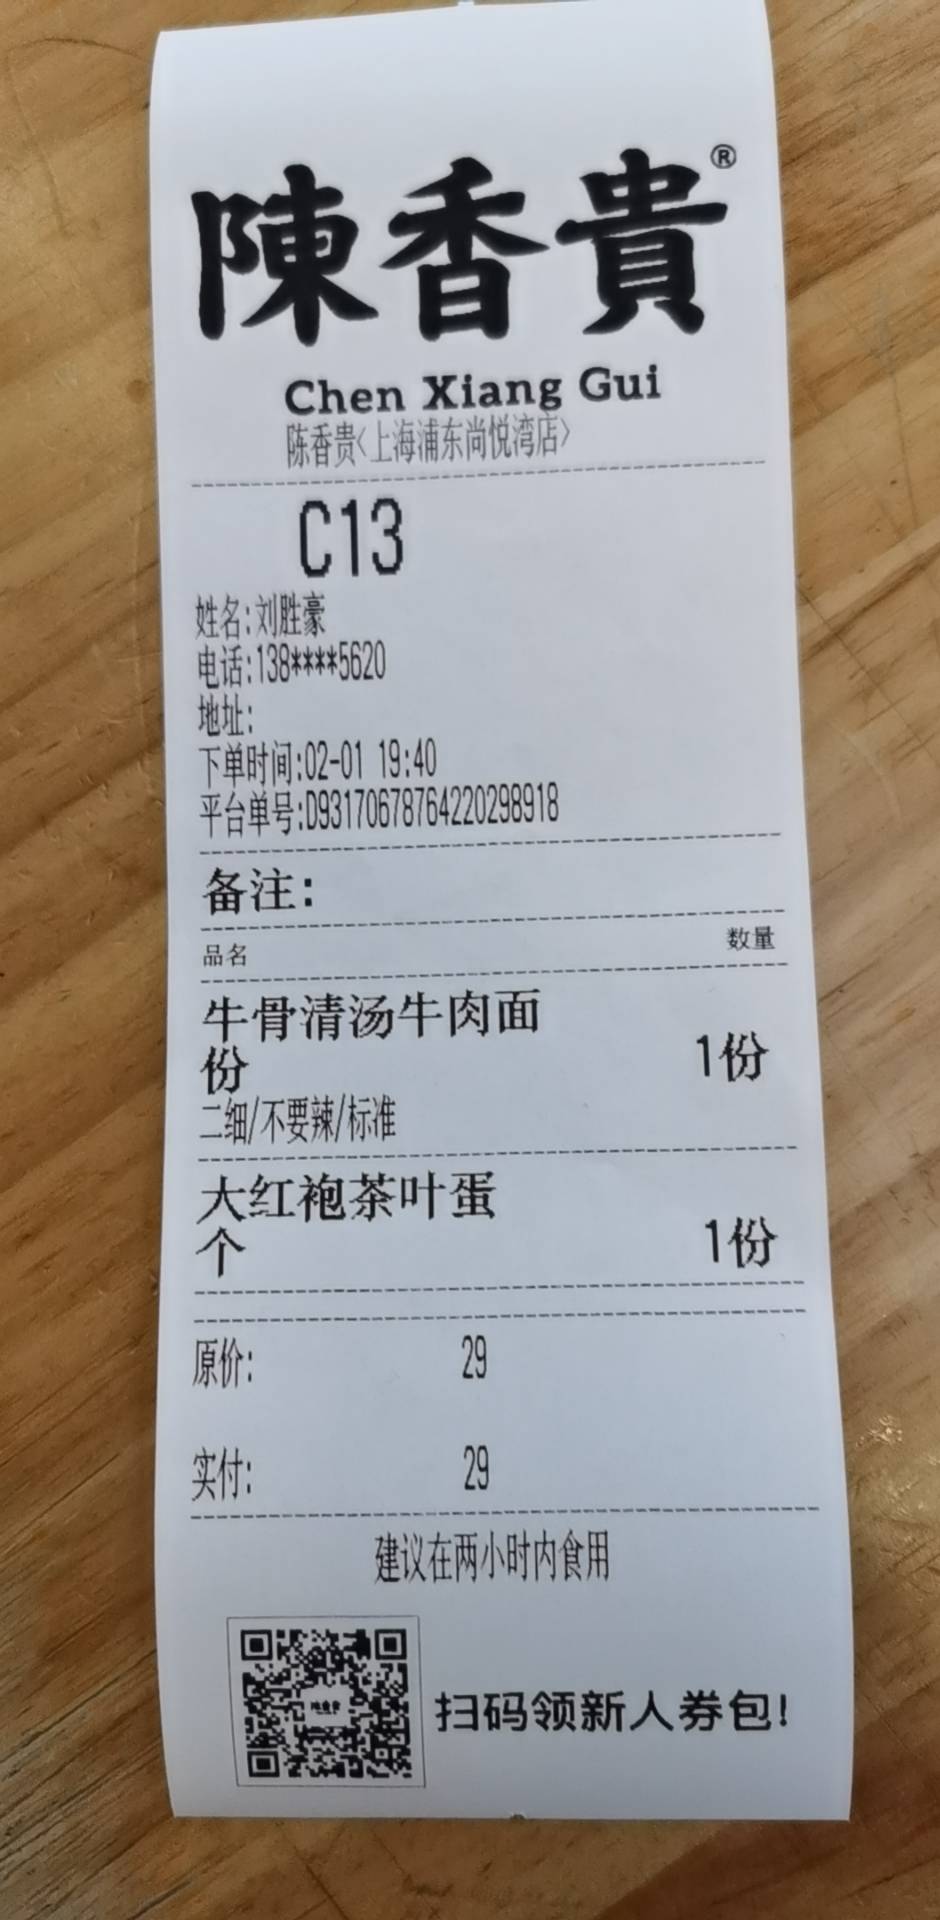 陳香貴®
Chen Xiang Gui
陈香贵<上海浦东尚悦湾店>
C13
姓名:刘胜豪
电话:138****5620
地址:
下单时间:02-01 19:40
平台单号:D931706787642202989​18
备注:
品名 数量
牛骨清汤牛肉面
份 1份
二细/不要辣/标准
大红袍茶叶蛋
个 1份
原价: 29
实付: 29
建议在两小时内食用
扫码领新人券包!